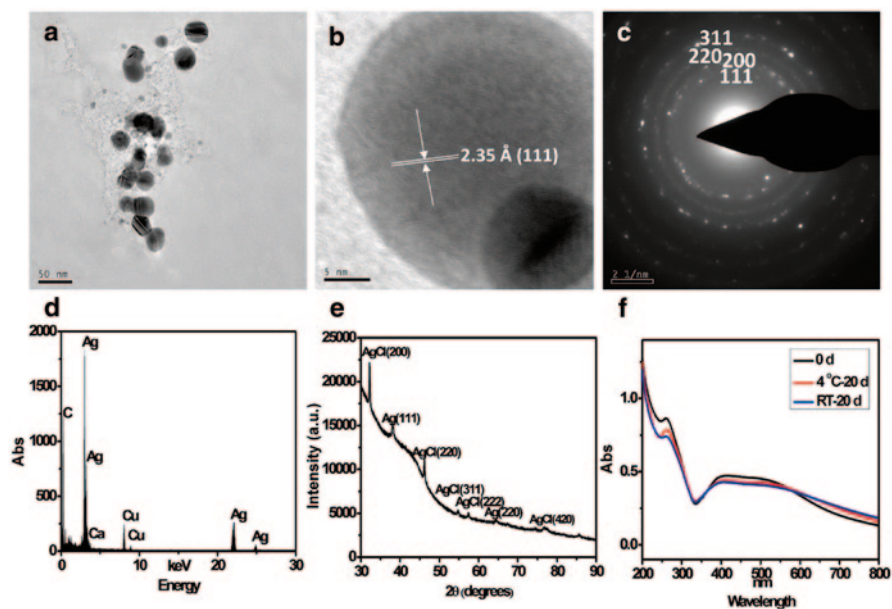 a
50 nm
b
2.35 Å (111)
5 nm
c
311
220 200
111
2 1/nm
d
2000
1500
1000
500
0
Abs
Ag
C
Ag
Ca
Cu
Cu
Ag
Ag
0 10 20 30
keV
Energy
e
25000
20000
15000
10000
5000
0
Intensity (a.u.)
AgCl(200)
Ag(111)
AgCl(220)
AgCl(311)
AgCl(222)
Ag(220)
AgCl(420)
30 40 50 60 70 80 90
2θ (degrees)
f
1.0
0.5
0.0
Abs
0 d
4 °C-20 d
RT-20 d
200 300 400 500 600 700 800
nm
Wavelength